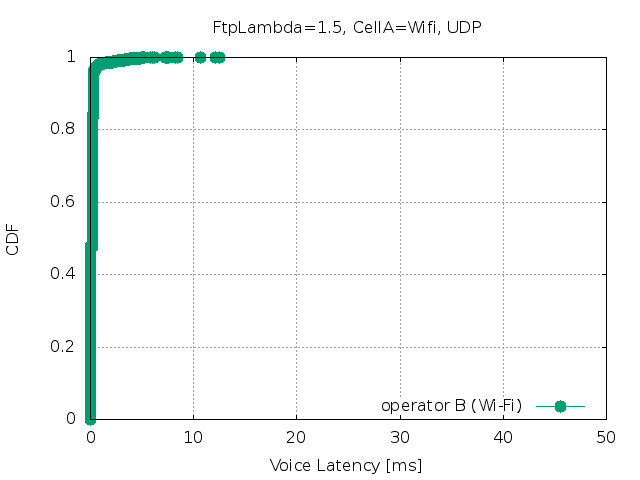 FtpLambda=1.5, CellA=Wifi, UDP
1
0.8
0.6
0.4
0.2
0
CDF
operator B (Wi-Fi)
0 10 20 30 40 50
Voice Latency [ms]